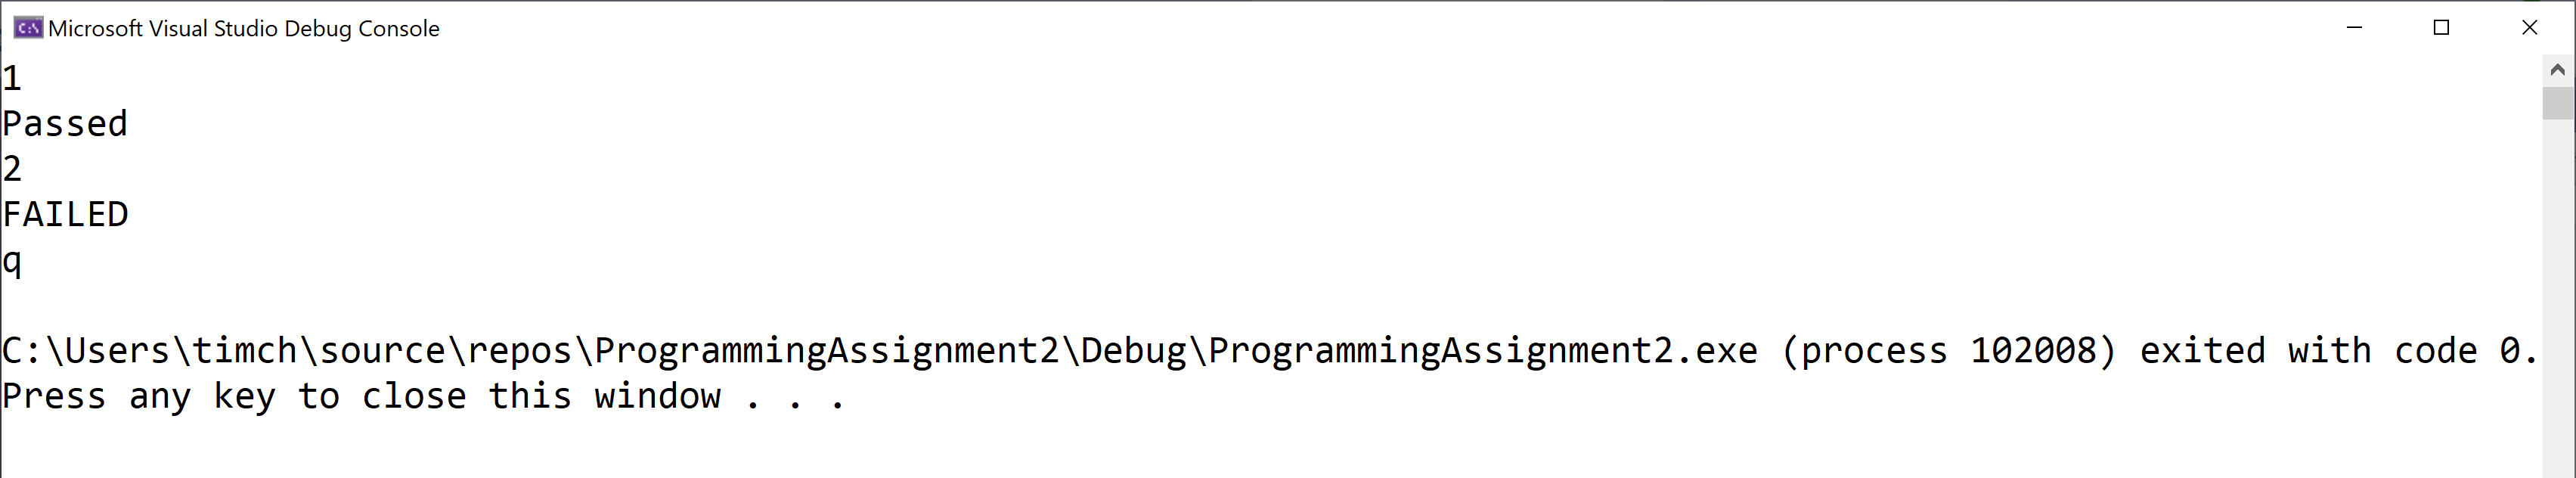 Microsoft Visual Studio Debug Console
1
Passed
2
FAILED
q
C:\Users\timch\source\repos\ProgrammingAssignment2\Debug\ProgrammingAssignment2.exe (process 102008) exited with code 0.
Press any key to close this window . . .